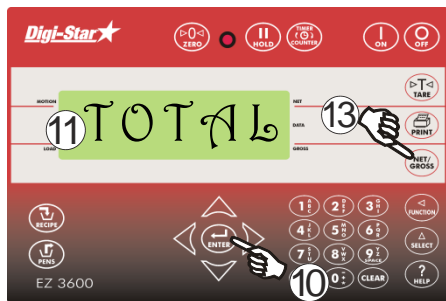 Digi-Star
ZERO
HOLD
TIMER
COUNTER
ON
OFF
T
TARE
MOTION
NET
11
TOTAL
DATA
13
PRINT
LOAD
GROSS
NET/
GROSS
RECIPE
PENS
ENTER
1
2
3
FUNCTION
4
5
6
SELECT
7
8
9
SPACE
10
0
CLEAR
?
HELP
EZ 3600